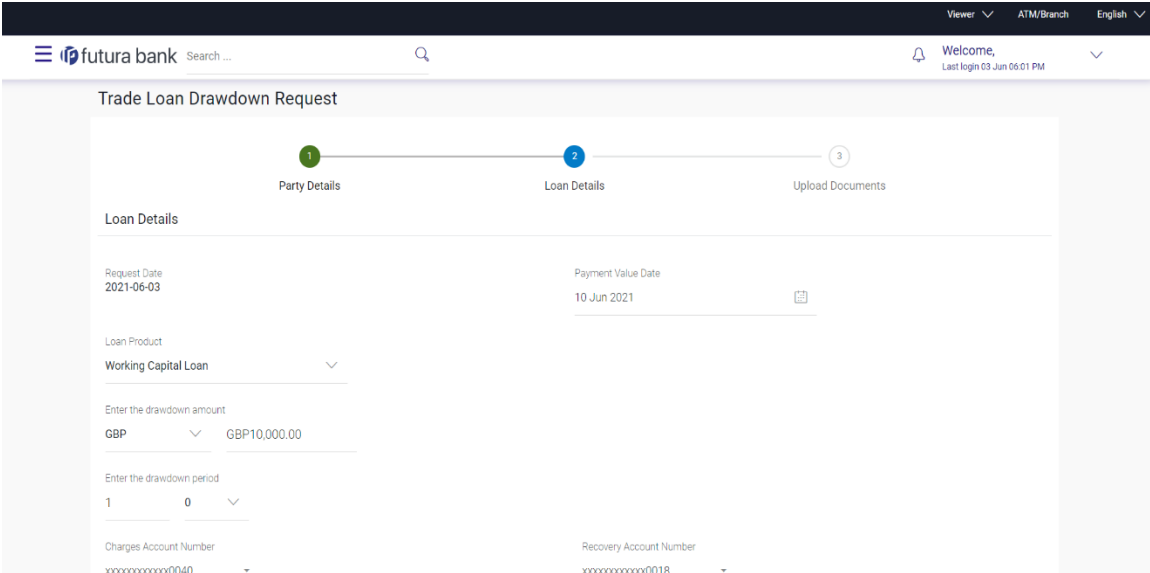 Viewer ATM/Branch English
futura bank Search ... Welcome,
Last login 03 Jun 06:01 PM
Trade Loan Drawdown Request
1 2 3
Party Details Loan Details Upload Documents
Loan Details
Request Date Payment Value Date
2021-06-03
10 Jun 2021
Loan Product
Working Capital Loan
Enter the drawdown amount
GBP GBP10,000.00
Enter the drawdown period
1 0
Charges Account Number Recovery Account Number
xxxxxxxxxxxx0040 xxxxxxxxxxxx0018